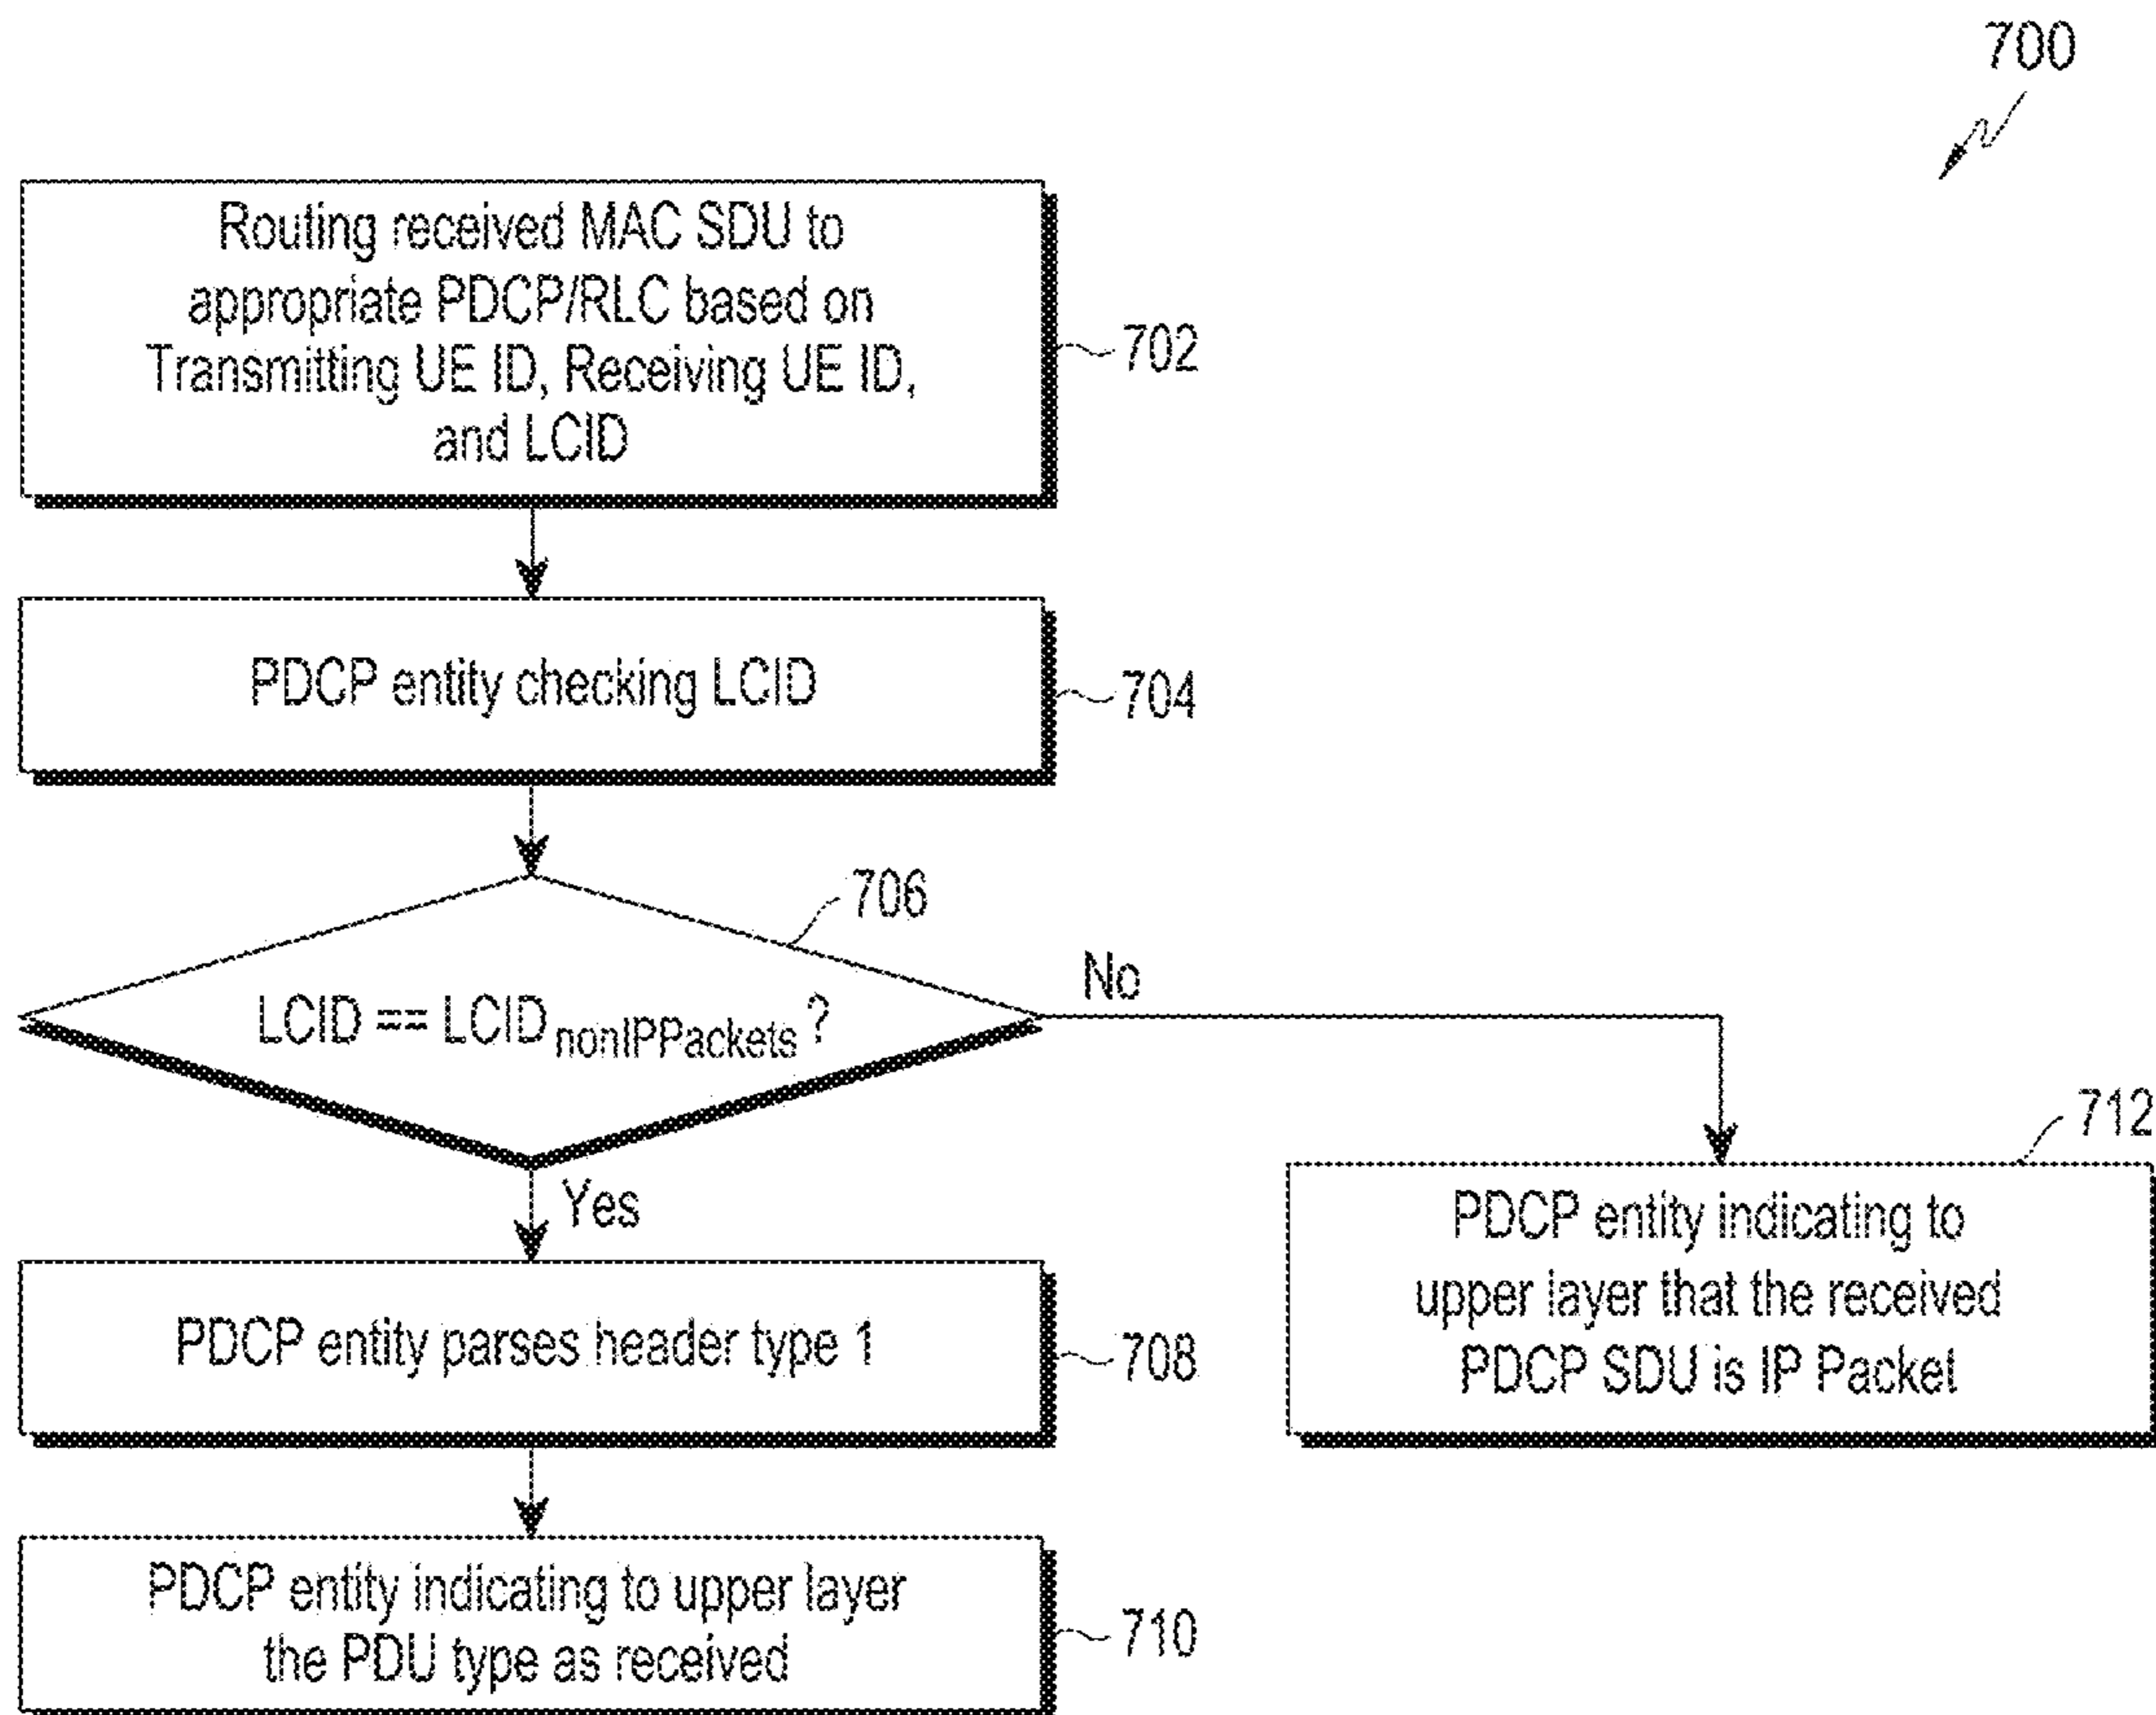 700
Routing received MAC SDU to
appropriate PDCP/RLC based on
Transmitting UE ID, Receiving UE ID,
and LCID
702
PDCP entity checking LCID
704
706
LCID == LCIDnonIPPackets ?
No
Yes
712
PDCP entity indicating to
upper layer that the received
PDCP SDU is IP Packet
PDCP entity parses header type 1
708
PDCP entity indicating to upper layer
the PDU type as received
710